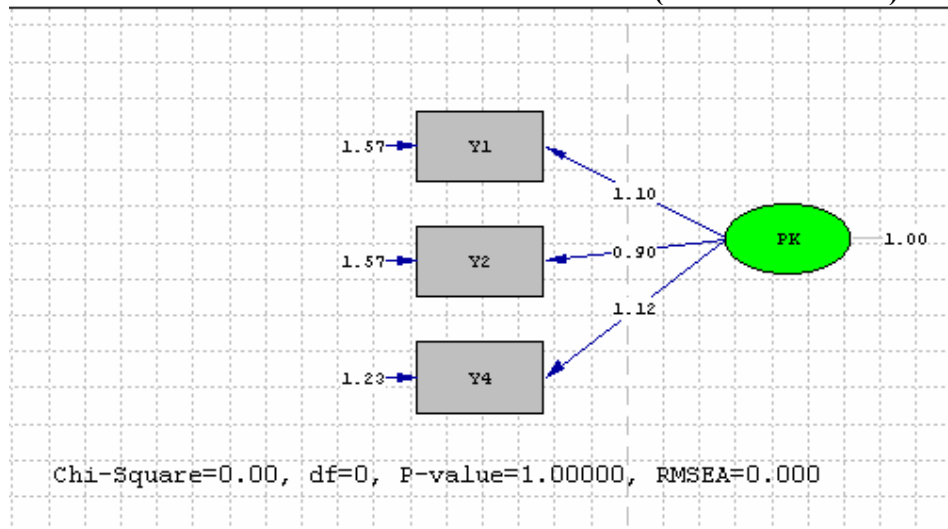 1.57
Y1
1.10
PK
1.00
1.57
Y2
0.90
1.12
1.23
Y4
Chi-Square=0.00, df=0, P-value=1.00000, RMSEA=0.000